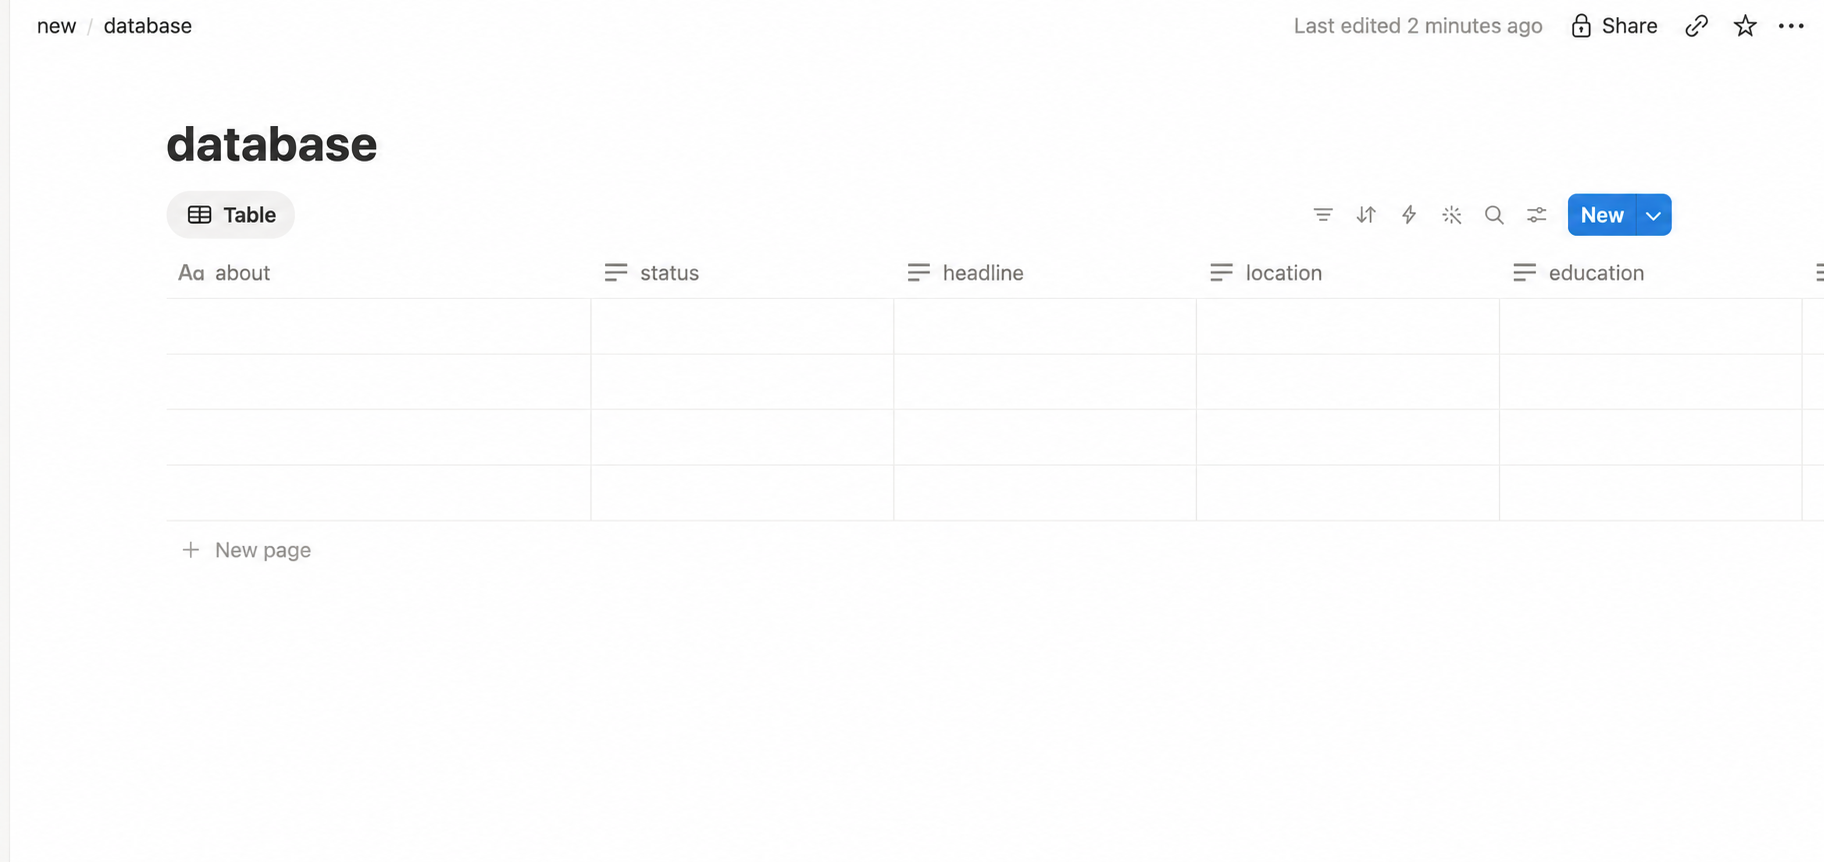 new / database
Last edited 2 minutes ago Share
database
Table
New
Aa about status headline location education
+ New page